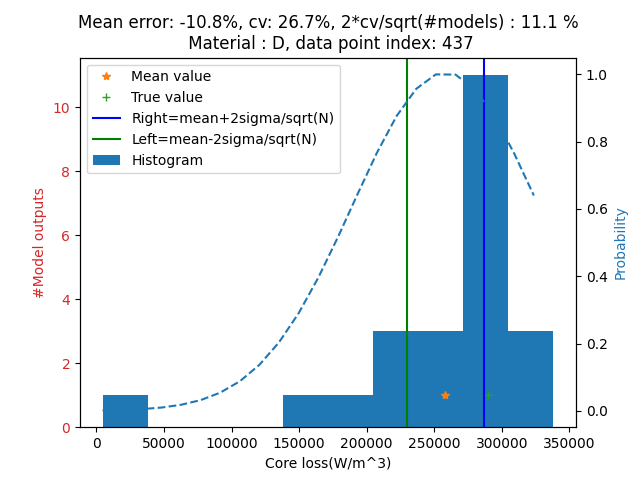 Mean error: -10.8%, cv: 26.7%, 2*cv/sqrt(#models) : 11.1 %
Material : D, data point index: 437
Mean value
True value
Right=mean+2sigma/sqrt(N)
Left=mean-2sigma/sqrt(N)
Histogram
#Model outputs
10
8
6
4
2
0
Probability
1.0
0.8
0.6
0.4
0.2
0.0
0 50000 100000 150000 200000 250000 300000 350000
Core loss(W/m^3)